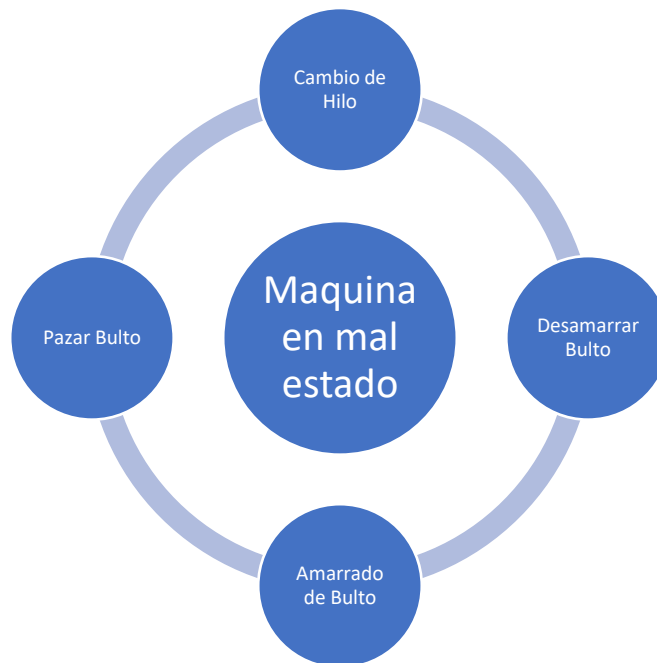 Cambio de
Hilo
Maquina
en mal
estado
Pazar Bulto
Desamarrar
Bulto
Amarrado
de Bulto